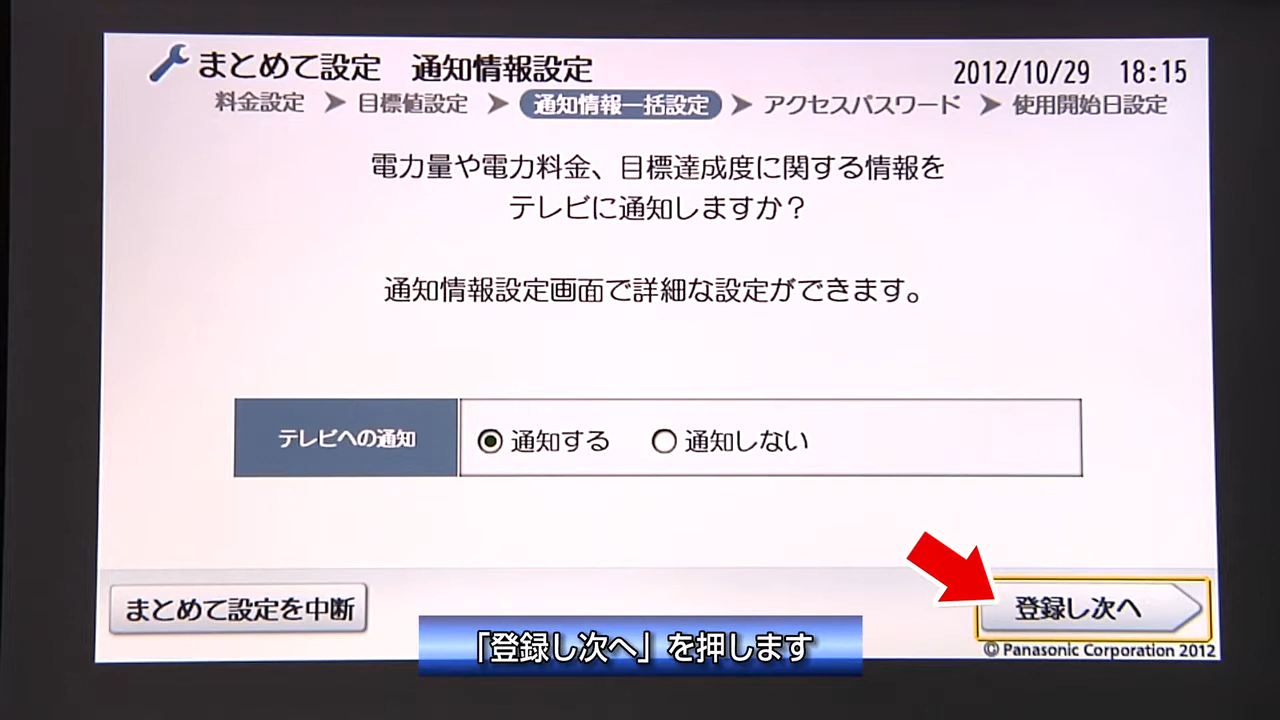 まとめて設定 通知情報設定 2012/10/29 18:15
料金設定 目標値設定 通知情報一括設定 アクセスパスワード 使用開始日設定
電力量や電力料金、目標達成度に関する情報を
テレビに通知しますか？
通知情報設定画面で詳細な設定ができます。
テレビへの通知 通知する 通知しない
まとめて設定を中断 登録し次へ
「登録し次へ」を押します
© Panasonic Corporation 2012